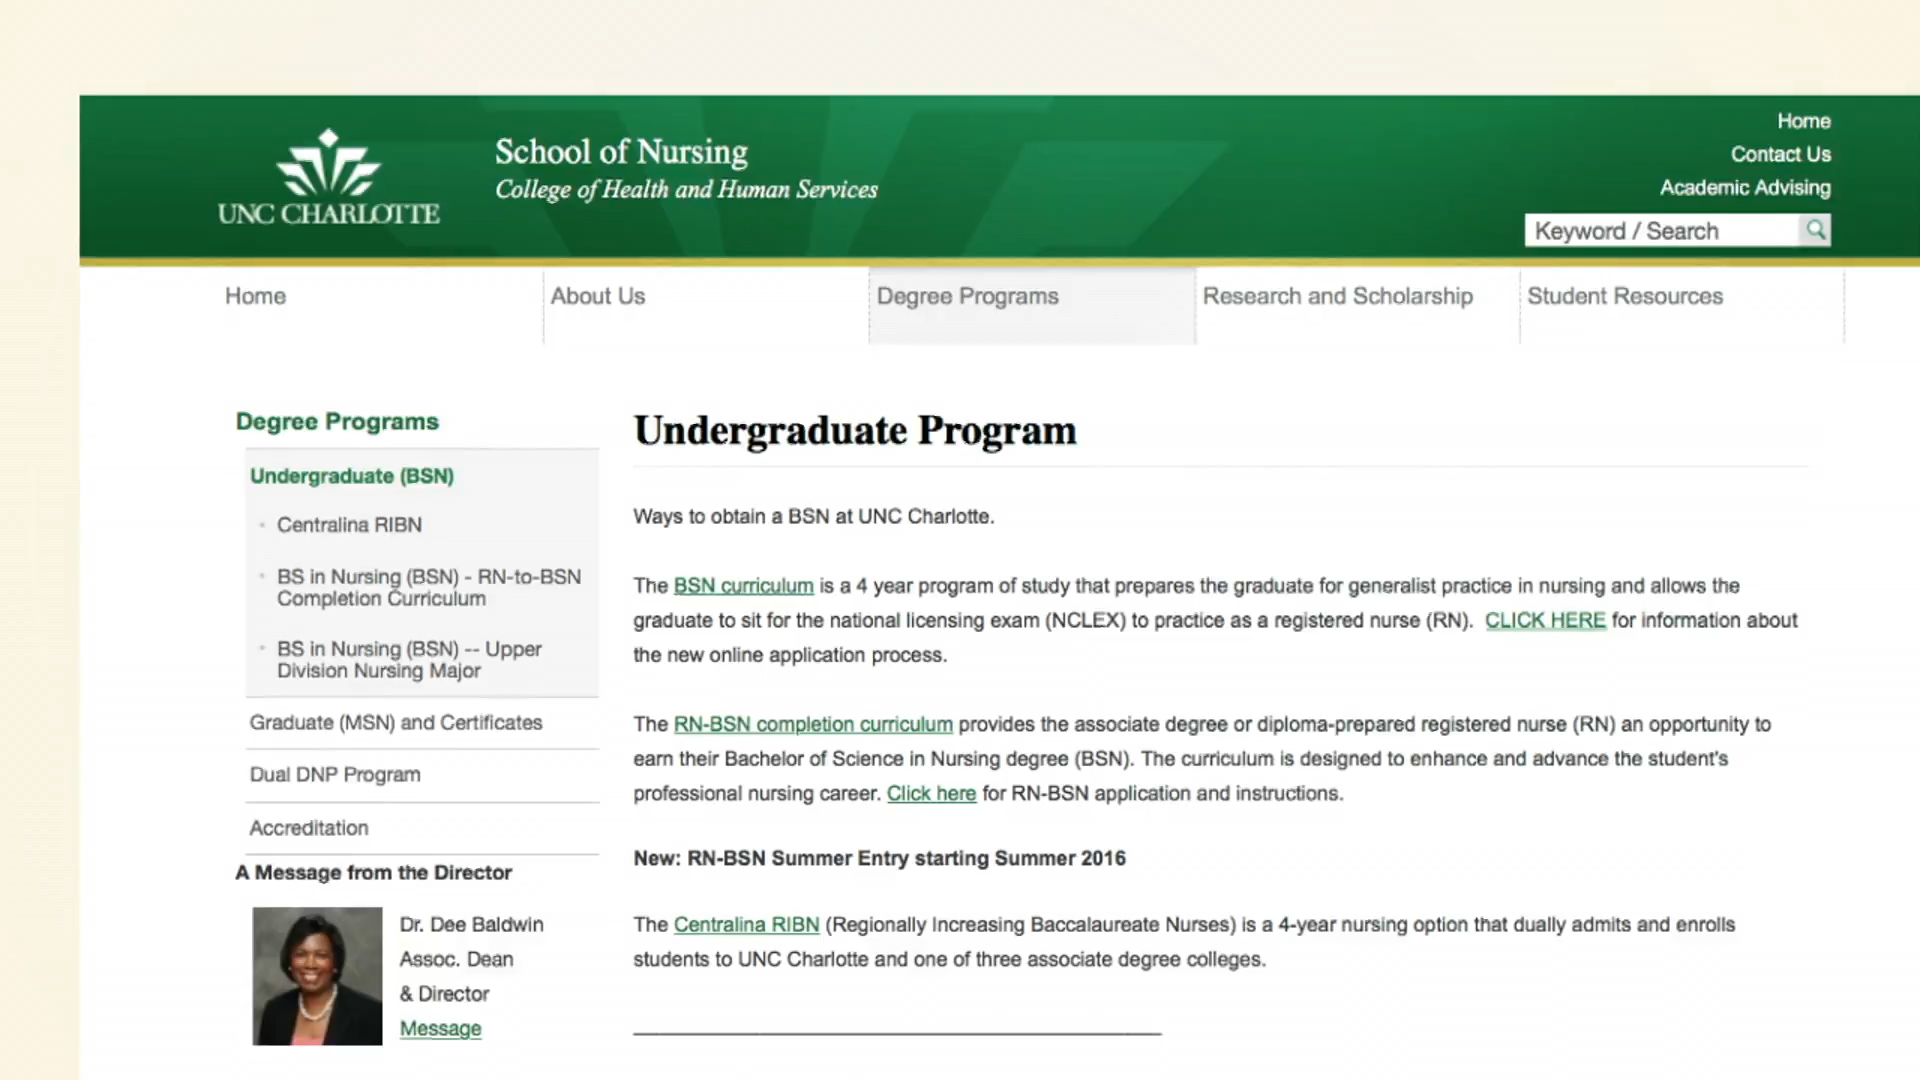 UNC CHARLOTTE
School of Nursing
College of Health and Human Services
Home
Contact Us
Academic Advising
Keyword / Search
Home
About Us
Degree Programs
Research and Scholarship
Student Resources
Degree Programs
Undergraduate (BSN)
Centralina RIBN
BS in Nursing (BSN) - RN-to-BSN
Completion Curriculum
BS in Nursing (BSN) -- Upper
Division Nursing Major
Graduate (MSN) and Certificates
Dual DNP Program
Accreditation
A Message from the Director
Dr. Dee Baldwin
Assoc. Dean
& Director
Message
Undergraduate Program
Ways to obtain a BSN at UNC Charlotte.
The BSN curriculum is a 4 year program of study that prepares the graduate for generalist practice in nursing and allows the
graduate to sit for the national licensing exam (NCLEX) to practice as a registered nurse (RN). CLICK HERE for information about
the new online application process.
The RN-BSN completion curriculum provides the associate degree or diploma-prepared registered nurse (RN) an opportunity to
earn their Bachelor of Science in Nursing degree (BSN). The curriculum is designed to enhance and advance the student's
professional nursing career. Click here for RN-BSN application and instructions.
New: RN-BSN Summer Entry starting Summer 2016
The Centralina RIBN (Regionally Increasing Baccalaureate Nurses) is a 4-year nursing option that dually admits and enrolls
students to UNC Charlotte and one of three associate degree colleges.